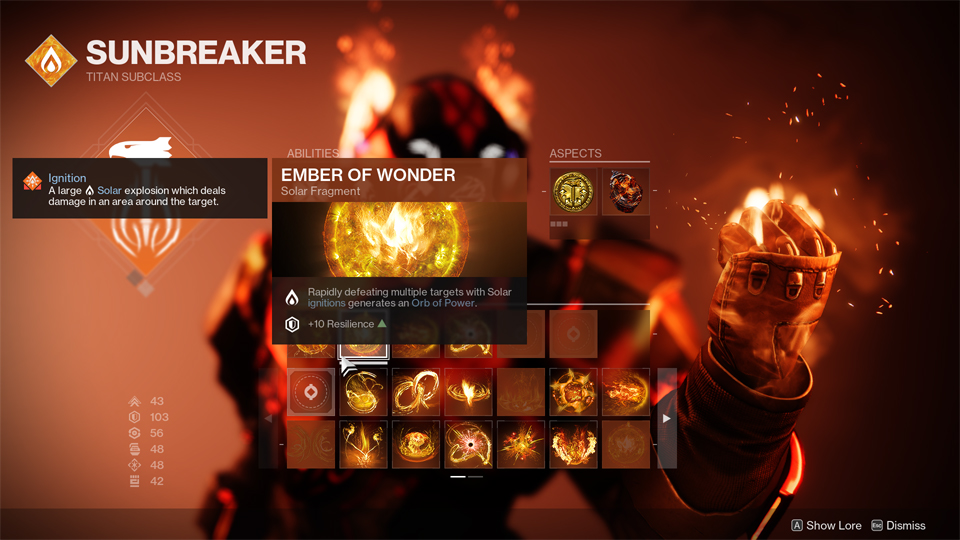 SUNBREAKER
TITAN SUBCLASS
ABILITIES
ASPECTS
Ignition
A large Solar explosion which deals
damage in an area around the target.
EMBER OF WONDER
Solar Fragment
Rapidly defeating multiple targets with Solar
ignitions generates an Orb of Power.
+10 Resilience
43
103
56
48
48
42
A Show Lore
Esc Dismiss